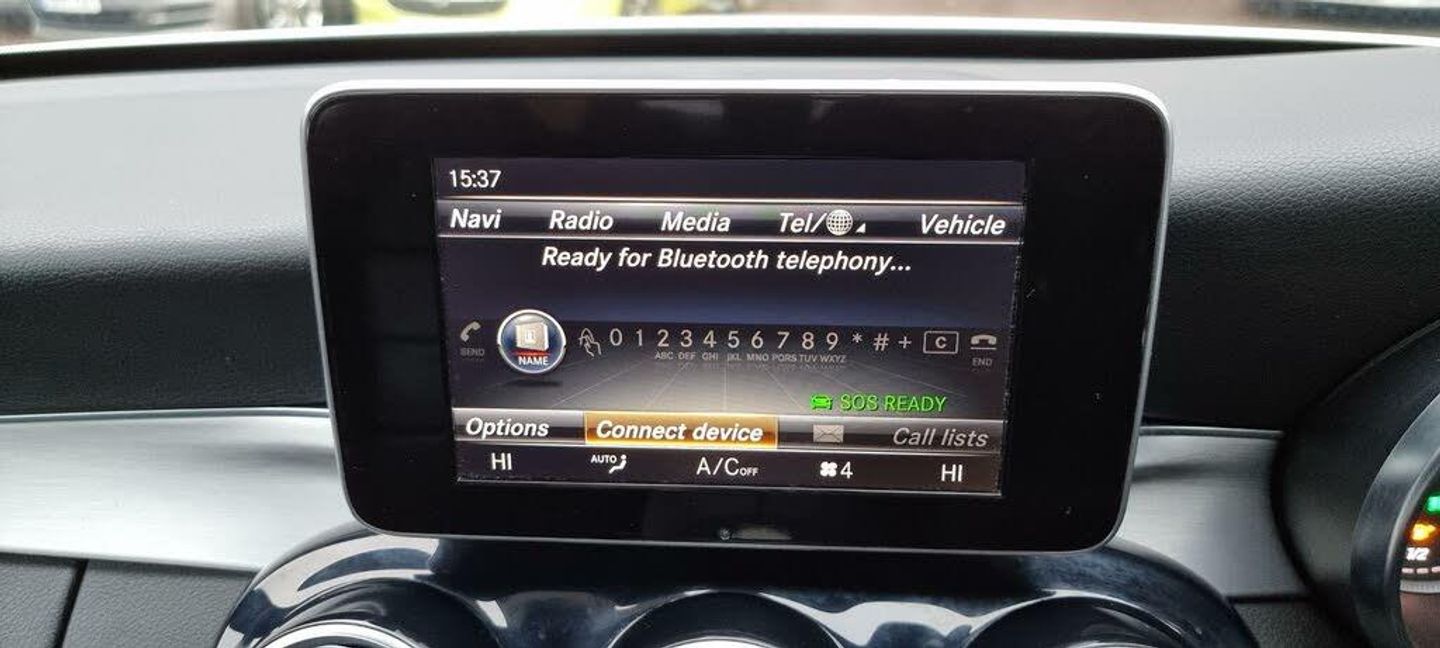 15:37
Navi Radio Media Tel/ Vehicle
Ready for Bluetooth telephony...
SEND NAME 0 1 2 3 4 5 6 7 8 9 * # + C END
ABC DEF GHI JKL MNO PQRS TUV WXYZ
SOS READY
Options Connect device Call lists
HI AUTO A/C OFF 4 HI
1/2